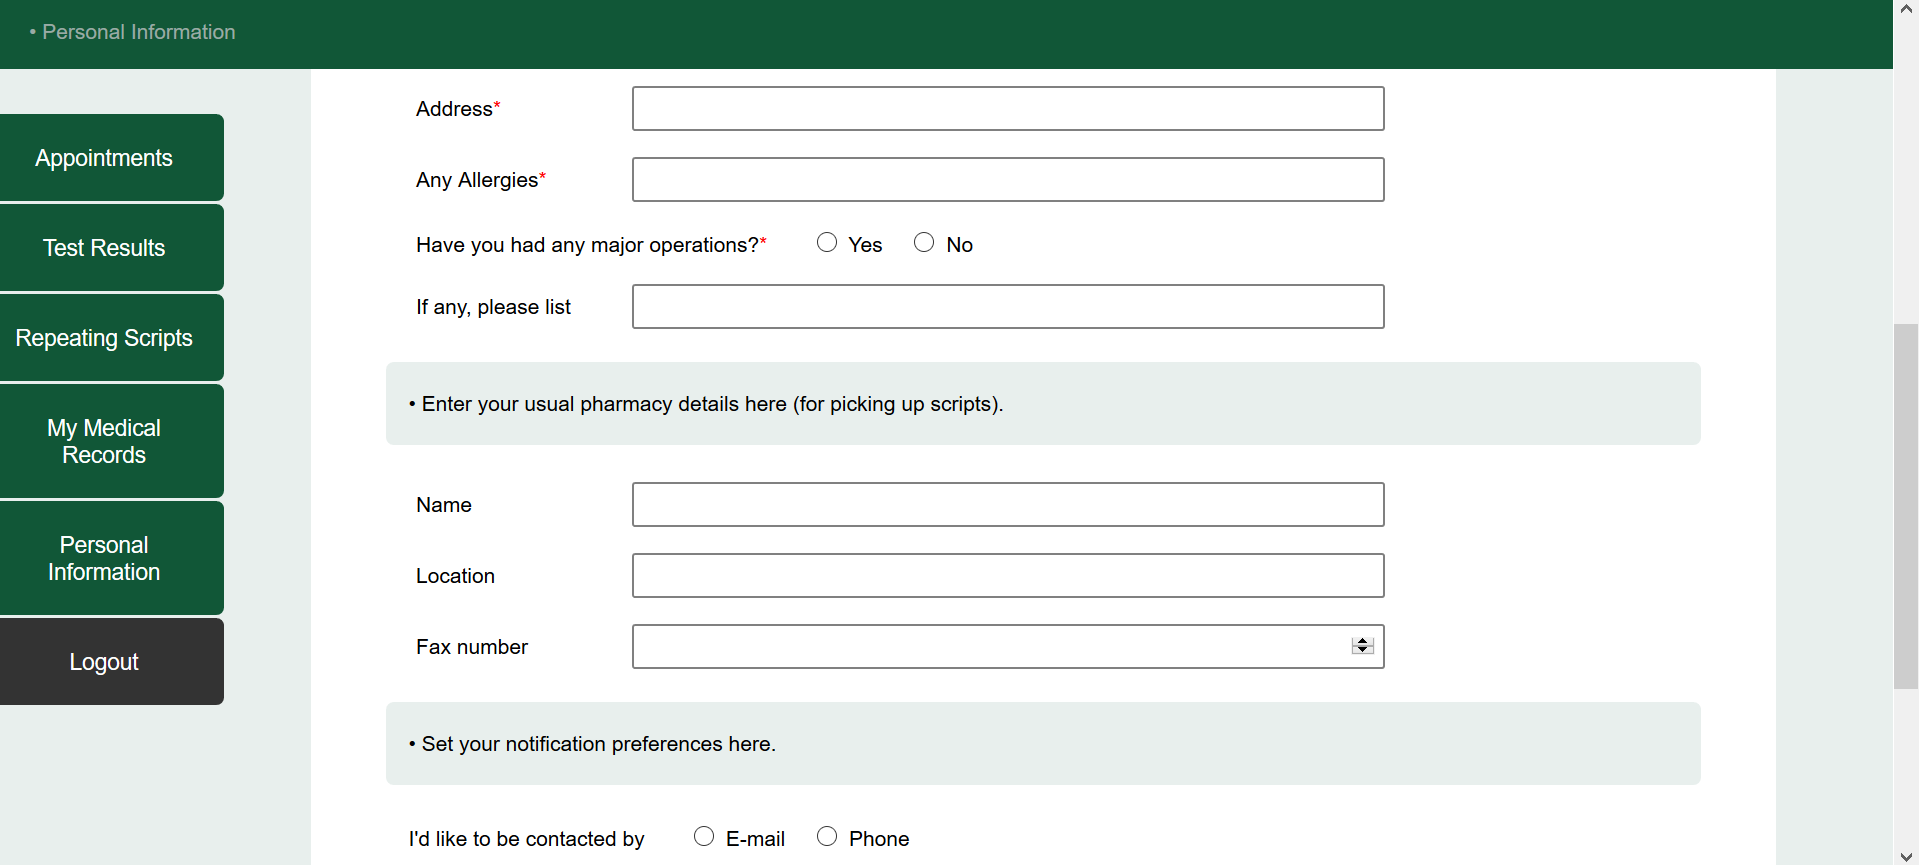 • Personal Information
Appointments
Test Results
Repeating Scripts
My Medical
Records
Personal
Information
Logout
Address*
Any Allergies*
Have you had any major operations?* Yes No
If any, please list
• Enter your usual pharmacy details here (for picking up scripts).
Name
Location
Fax number
• Set your notification preferences here.
I'd like to be contacted by E-mail Phone